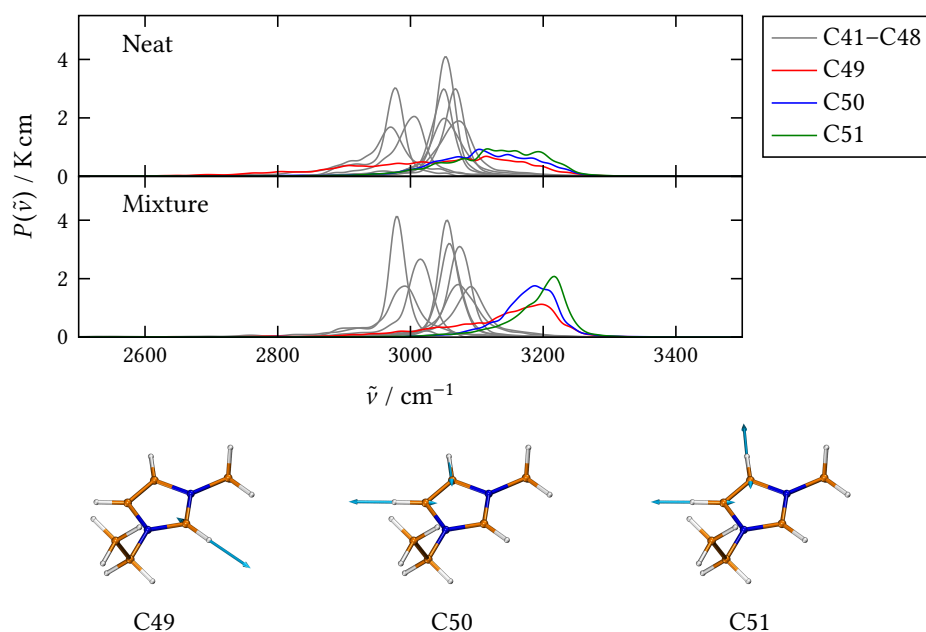 Neat
4
2
0
C41–C48
C49
C50
C51
P(ν̃) / K cm
Mixture
4
2
0
2600 2800 3000 3200 3400
ν̃ / cm⁻¹
C49 C50 C51